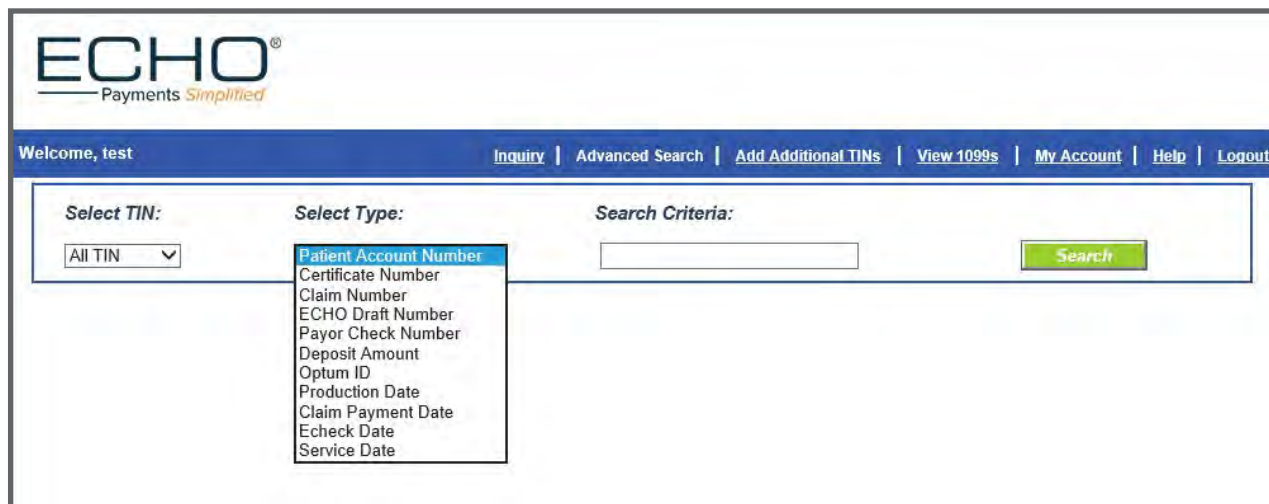 ECHO®
Payments Simplified
Welcome, test
Inquiry | Advanced Search | Add Additional TINs | View 1099s | My Account | Help | Logout
Select TIN: Select Type: Search Criteria:
All TIN Patient Account Number Search
Certificate Number
Claim Number
ECHO Draft Number
Payor Check Number
Deposit Amount
Optum ID
Production Date
Claim Payment Date
Echeck Date
Service Date